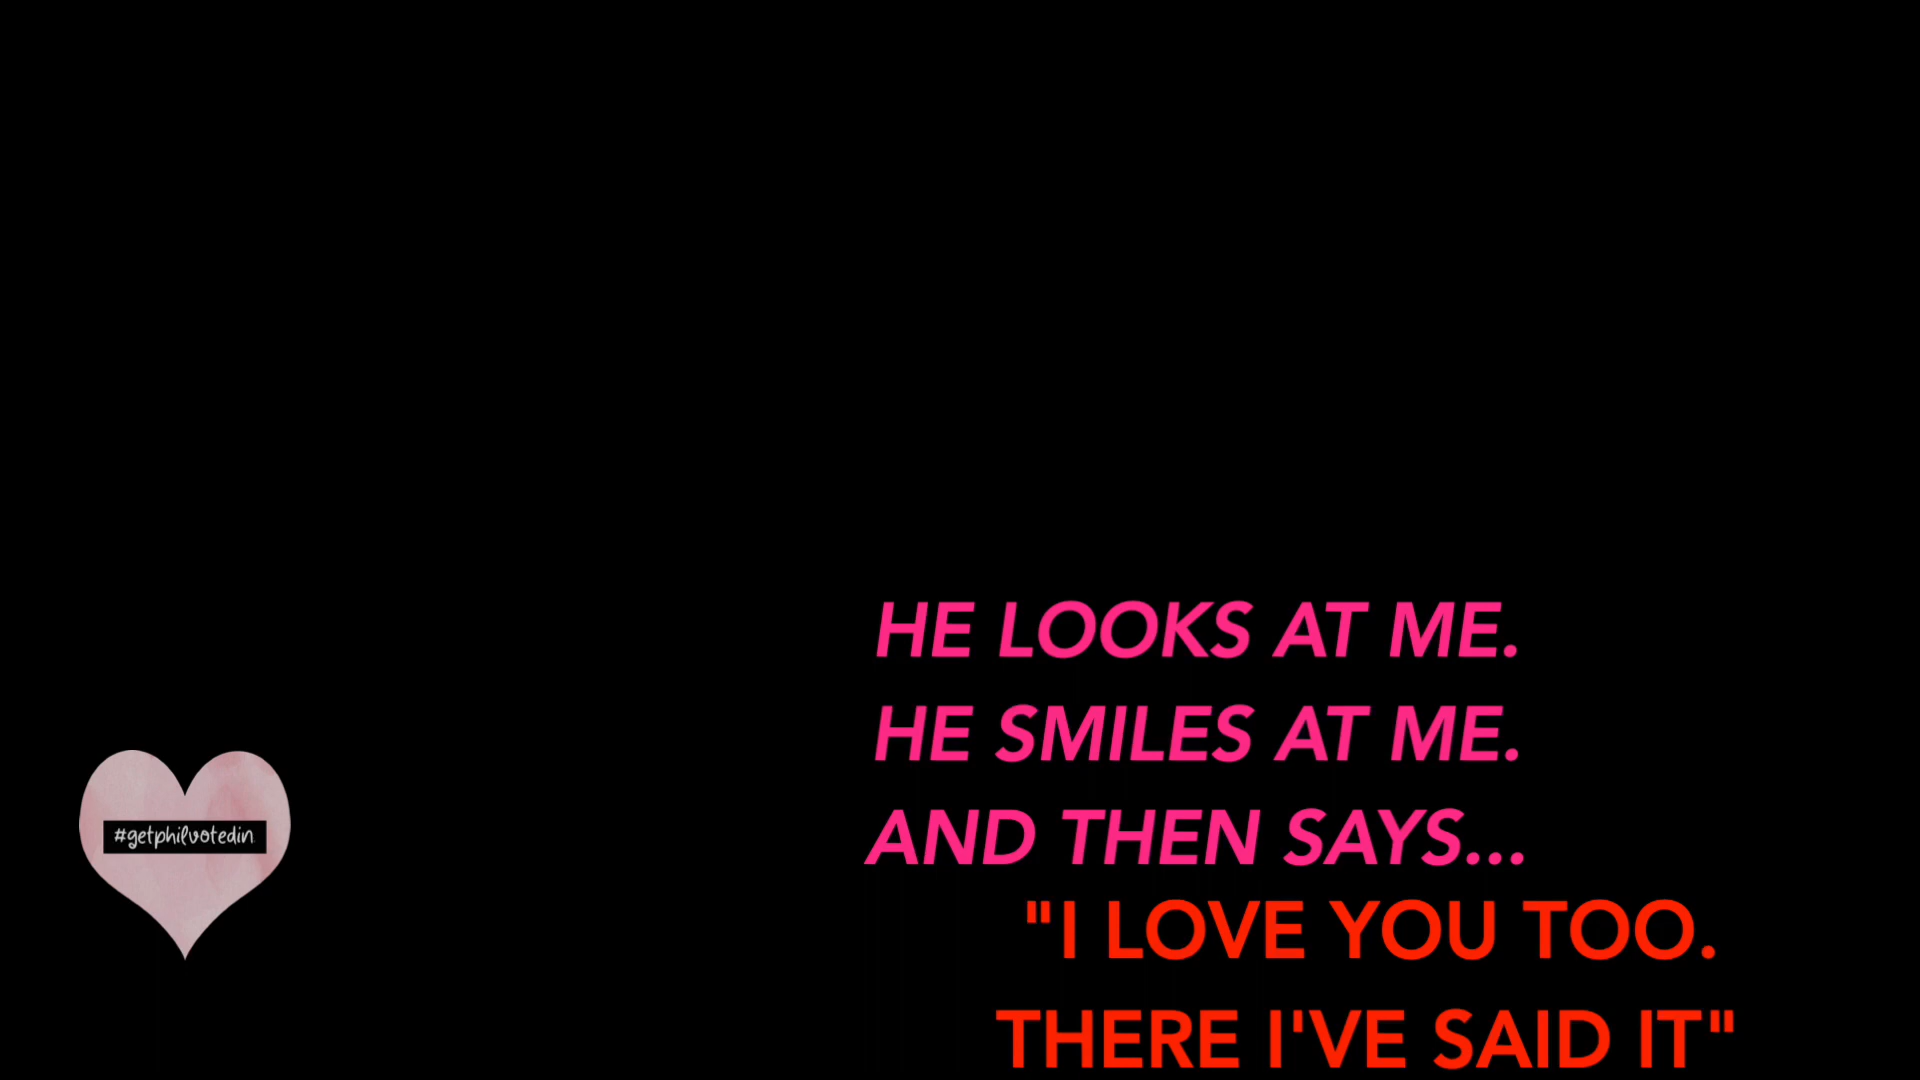 HE LOOKS AT ME.
HE SMILES AT ME.
AND THEN SAYS...
"I LOVE YOU TOO.
THERE I'VE SAID IT"
#getphilvotedin